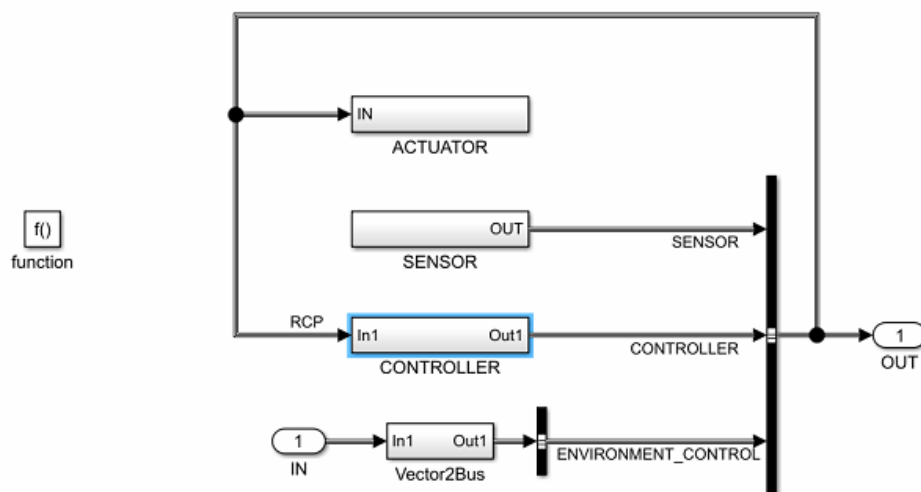 IN
ACTUATOR
f()
function
OUT
SENSOR
SENSOR
RCP
In1
Out1
CONTROLLER
CONTROLLER
1
OUT
1
IN
In1
Out1
Vector2Bus
ENVIRONMENT_CONTROL